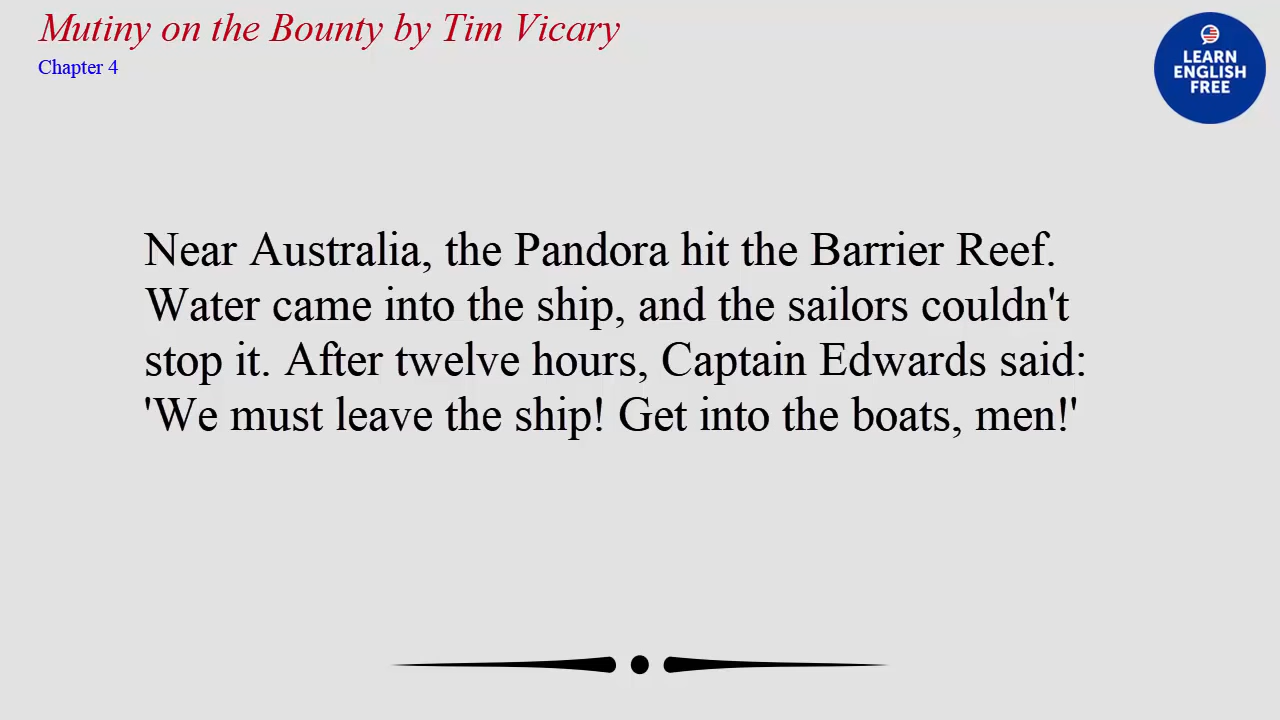 Mutiny on the Bounty by Tim Vicary
Chapter 4
LEARN
ENGLISH
FREE
Near Australia, the Pandora hit the Barrier Reef.
Water came into the ship, and the sailors couldn't
stop it. After twelve hours, Captain Edwards said:
'We must leave the ship! Get into the boats, men!'